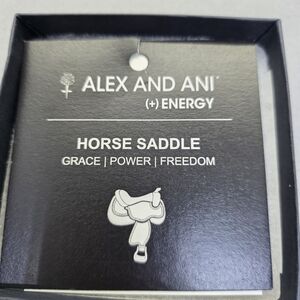 ALEX AND ANI
(+) ENERGY
HORSE SADDLE
GRACE | POWER | FREEDOM